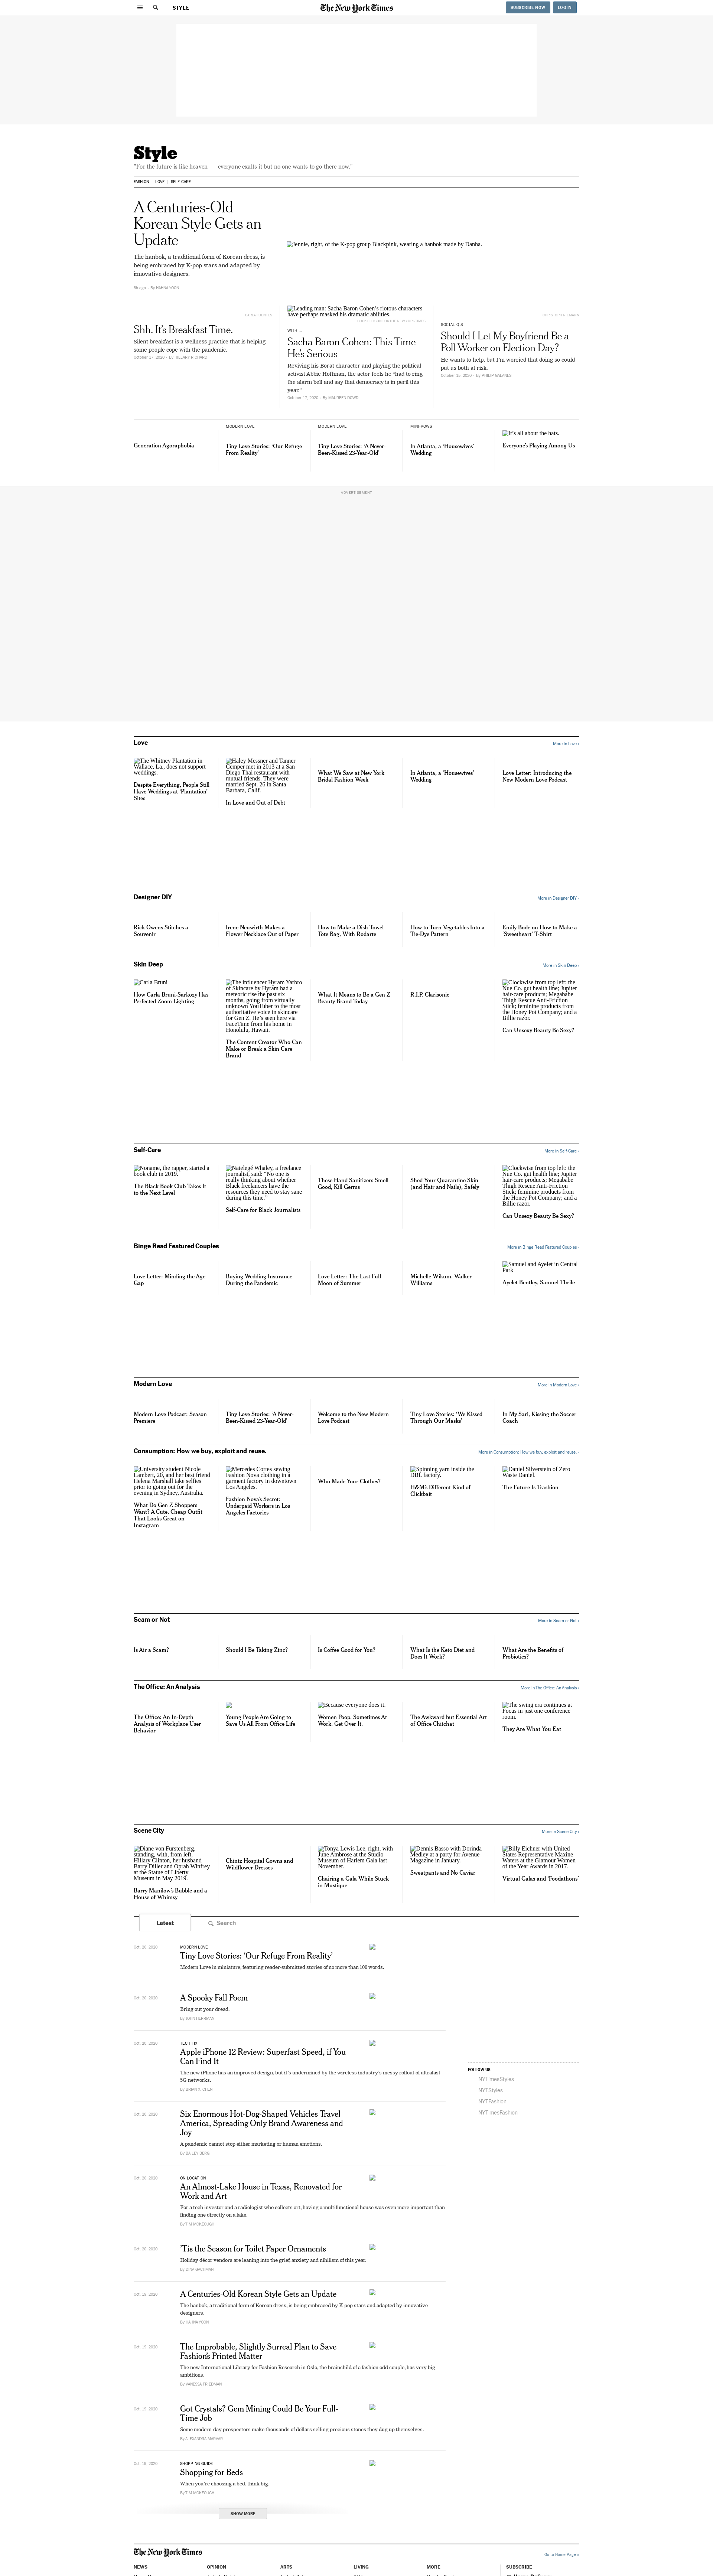 STYLE
The New York Times
SUBSCRIBE NOW
LOG IN
Style
"For the future is like heaven — everyone exalts it but no one wants to go there now."
FASHION
LOVE
SELF-CARE
A Centuries-Old
Korean Style Gets an
Update
The hanbok, a traditional form of Korean dress, is
being embraced by K-pop stars and adapted by
innovative designers.
By HAHNA YOON
Jennie, right, of the K-pop group Blackpink, wearing a hanbok made by Danha.
Shh. It's Breakfast Time.
Silent breakfast is a wellness practice that is helping
some people cope with the pandemic.
October 17, 2020 - By HILLARY RICHARD
Leading man: Sacha Baron Cohen's riotous characters
have perhaps masked his dramatic abilities.
WITH ...
Sacha Baron Cohen: This Time
He's Serious
Reviving his Borat character and playing the political
activist Abbie Hoffman, the actor feels he "had to ring
the alarm bell and say that democracy is in peril this
year."
October 17, 2020 - By MAUREEN DOWD
SOCIAL Q'S
Should I Let My Boyfriend Be a
Poll Worker on Election Day?
He wants to help, but I'm worried that doing so could
put us both at risk.
October 15, 2020 - By PHILIP GALANES
Generation Agoraphobia
MODERN LOVE
Tiny Love Stories: 'Our Refuge
From Reality'
MODERN LOVE
Tiny Love Stories: 'A Never-
Been-Kissed 23-Year-Old'
MINI-VOWS
In Atlanta, a 'Housewives'
Wedding
It's all about the hats.
Everyone's Playing Among Us
ADVERTISEMENT
Love
More in Love ›
The Whitney Plantation in
Wallace, La., does not support
weddings.
Despite Everything, People Still
Have Weddings at 'Plantation'
Sites
Haley Messner and Tanner
Cemper met in 2013 at a San
Diego Thai restaurant with
mutual friends. They were
married Sept. 26 in Santa
Barbara, Calif.
In Love and Out of Debt
What We Saw at New York
Bridal Fashion Week
In Atlanta, a 'Housewives'
Wedding
Love Letter: Introducing the
New Modern Love Podcast
Designer DIY
More in Designer DIY ›
Rick Owens Stitches a
Souvenir
Irene Neuwirth Makes a
Flower Necklace Out of Paper
How to Make a Dish Towel
Tote Bag, With Rodarte
How to Turn Vegetables Into a
Tie-Dye Pattern
Emily Bode on How to Make a
'Sweetheart' T-Shirt
Skin Deep
More in Skin Deep ›
Carla Bruni
How Carla Bruni-Sarkozy Has
Perfected Zoom Lighting
The influencer Hyram Yarbro
of Skincare by Hyram had a
meteoric rise the past six
months, going from virtually
unknown YouTuber to the most
authoritative voice in skincare
for Gen Z. He's seen here via
FaceTime from his home in
Honolulu, Hawaii.
The Content Creator Who Can
Make or Break a Skin Care
Brand
What It Means to Be a Gen Z
Beauty Brand Today
R.I.P. Clarisonic
Clockwise from top left: the
Nue Co. gut health line; Jupiter
hair-care products; Megababe
Thigh Rescue Anti-Friction
Stick; feminine products from
the Honey Pot Company; and a
Billie razor.
Can Unsexy Beauty Be Sexy?
Self-Care
More in Self-Care ›
Noname, the rapper, started a
book club in 2019.
The Black Book Club Takes It
to the Next Level
Natelegé Whaley, a freelance
journalist, said: "No one is
really thinking about whether
Black freelancers have the
resources they need to stay sane
during this time."
Self-Care for Black Journalists
These Hand Sanitizers Smell
Good, Kill Germs
Shed Your Quarantine Skin
(and Hair and Nails), Safely
Clockwise from top left: the
Nue Co. gut health line; Jupiter
hair-care products; Megababe
Thigh Rescue Anti-Friction
Stick; feminine products from
the Honey Pot Company; and a
Billie razor.
Can Unsexy Beauty Be Sexy?
Binge Read Featured Couples
More in Binge Read Featured Couples ›
Love Letter: Minding the Age
Gap
Buying Wedding Insurance
During the Pandemic
Love Letter: The Last Full
Moon of Summer
Michelle Wikum, Walker
Williams
Samuel and Ayelet in Central
Park
Ayelet Bentley, Samuel Theile
Modern Love
More in Modern Love ›
Modern Love Podcast: Season
Premiere
Tiny Love Stories: 'A Never-
Been-Kissed 23-Year-Old'
Welcome to the New Modern
Love Podcast
Tiny Love Stories: 'We Kissed
Through Our Masks'
In My Sari, Kissing the Soccer
Coach
Consumption: How we buy, exploit and reuse.
More in Consumption: How we buy, exploit and reuse. ›
University student Nicole
Lambert, 20, and her best friend
Helena Marshall take selfies
prior to going out for the
evening in Sydney, Australia.
What Do Gen Z Shoppers
Want? A Cute, Cheap Outfit
That Looks Great on
Instagram
Mercedes Cortes sewing
Fashion Nova clothing in a
garment factory in downtown
Los Angeles.
Fashion Nova's Secret:
Underpaid Workers in Los
Angeles Factories
Who Made Your Clothes?
Spinning yarn inside the
DBL factory.
H&M's Different Kind of
Clickbait
Daniel Silverstein of Zero
Waste Daniel.
The Future Is Trashion
Scam or Not
More in Scam or Not ›
Is Air a Scam?
Should I Be Taking Zinc?
Is Coffee Good for You?
What Is the Keto Diet and
Does It Work?
What Are the Benefits of
Probiotics?
The Office: An Analysis
More in The Office: An Analysis ›
The Office: An In-Depth
Analysis of Workplace User
Behavior
Young People Are Going to
Save Us All From Office Life
Because everyone does it.
Women Poop. Sometimes At
Work. Get Over It.
The Awkward but Essential Art
of Office Chitchat
The swing era continues at
Focus in just one conference
room.
They Are What You Eat
Scene City
More in Scene City ›
Diane von Furstenberg,
standing, with, from left,
Hillary Clinton, her husband
Barry Diller and Oprah Winfrey
at the Statue of Liberty
Museum in May 2019.
Barry Manilow's Bubble and a
House of Whimsy
Chintz Hospital Gowns and
Wildflower Dresses
Tonya Lewis Lee, right, with
June Ambrose at the Studio
Museum of Harlem Gala last
November.
Chairing a Gala While Stuck
in Mustique
Dennis Basso with Dorinda
Medley at a party for Avenue
Magazine in January.
Sweatpants and No Caviar
Billy Eichner with United
States Representative Maxine
Waters at the Glamour Women
of the Year Awards in 2017.
Virtual Galas and 'Foodathons'
Latest
Search
Oct. 20, 2020
MODERN LOVE
Tiny Love Stories: 'Our Refuge From Reality'
Modern Love in miniature, featuring reader-submitted stories of no more than 100 words.
Oct. 20, 2020
A Spooky Fall Poem
Bring out your dread.
By JOHN HERRMAN
Oct. 20, 2020
TECH FIX
Apple iPhone 12 Review: Superfast Speed, if You
Can Find It
The new iPhone has an improved design, but it's undermined by the wireless industry's messy rollout of ultrafast
5G networks.
By BRIAN X. CHEN
Oct. 20, 2020
Six Enormous Hot-Dog-Shaped Vehicles Travel
America, Spreading Only Brand Awareness and
Joy
A pandemic cannot stop either marketing or human emotions.
By BAILEY BERG
Oct. 20, 2020
ON LOCATION
An Almost-Lake House in Texas, Renovated for
Work and Art
For a tech investor and a radiologist who collects art, having a multifunctional house was even more important than
finding one directly on a lake.
By TIM MCKEOUGH
Oct. 20, 2020
'Tis the Season for Toilet Paper Ornaments
Holiday décor vendors are leaning into the grid, anxiety and nihilism of this year.
Oct. 19, 2020
A Centuries-Old Korean Style Gets an Update
The hanbok, a traditional form of Korean dress, is being embraced by K-pop stars and adapted by innovative
designers.
By HAHNA YOON
Oct. 19, 2020
The Improbable, Slightly Surreal Plan to Save
Fashion's Printed Matter
The new International Library for Fashion Research in Oslo, the brainchild of a fashion odd couple, has very big
ambitions.
By VANESSA FRIEDMAN
Oct. 19, 2020
Got Crystals? Gem Mining Could Be Your Full-
Time Job
Some modern-day prospectors make thousands of dollars selling precious stones they dug up themselves.
By ALEXANDRA MARVAR
Oct. 19, 2020
SHOPPING GUIDE
Shopping for Beds
When you're choosing a bed, think big.
By TIM MCKEOUGH
SHOW MORE
FOLLOW US
NYTimesStyles
NYTStyles
NYTFashion
NYTimesFashion
The New York Times
Go to Home Page »
NEWS
OPINION
ARTS
LIVING
MORE
SUBSCRIBE